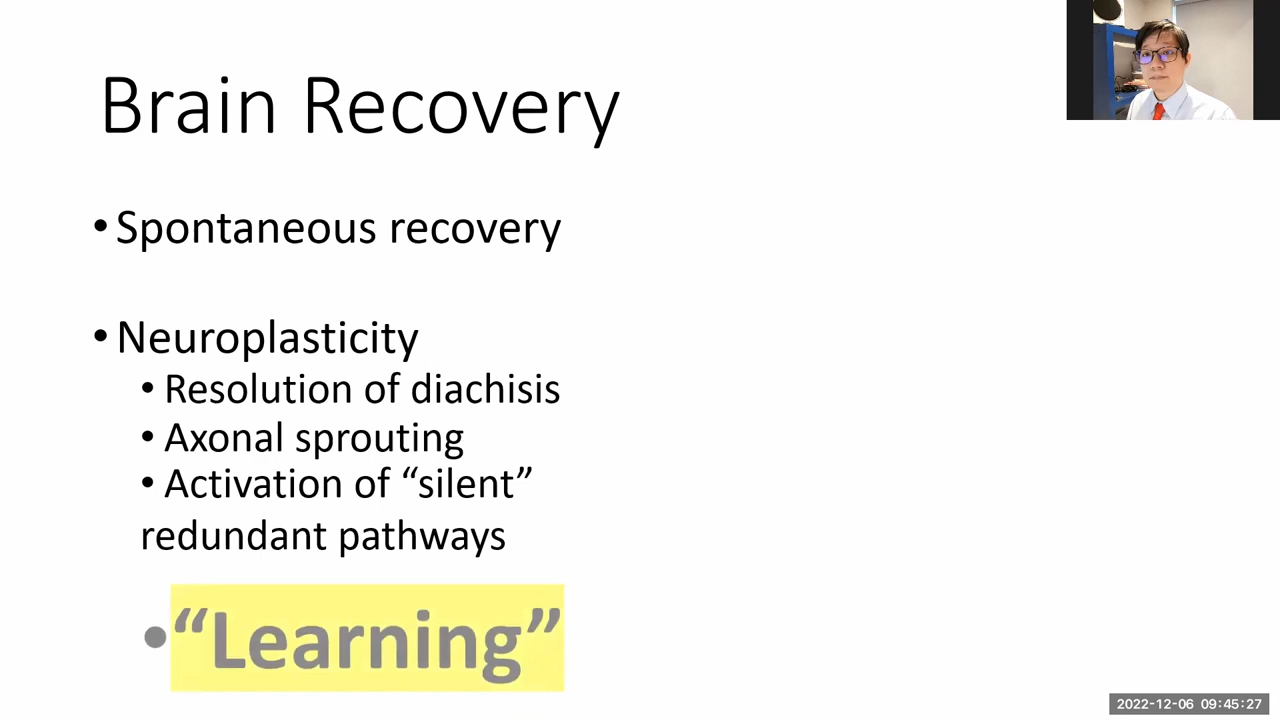 Brain Recovery
• Spontaneous recovery
• Neuroplasticity
• Resolution of diachisis
• Axonal sprouting
• Activation of “silent”
redundant pathways
• “Learning”
2022-12-06 09:45:27